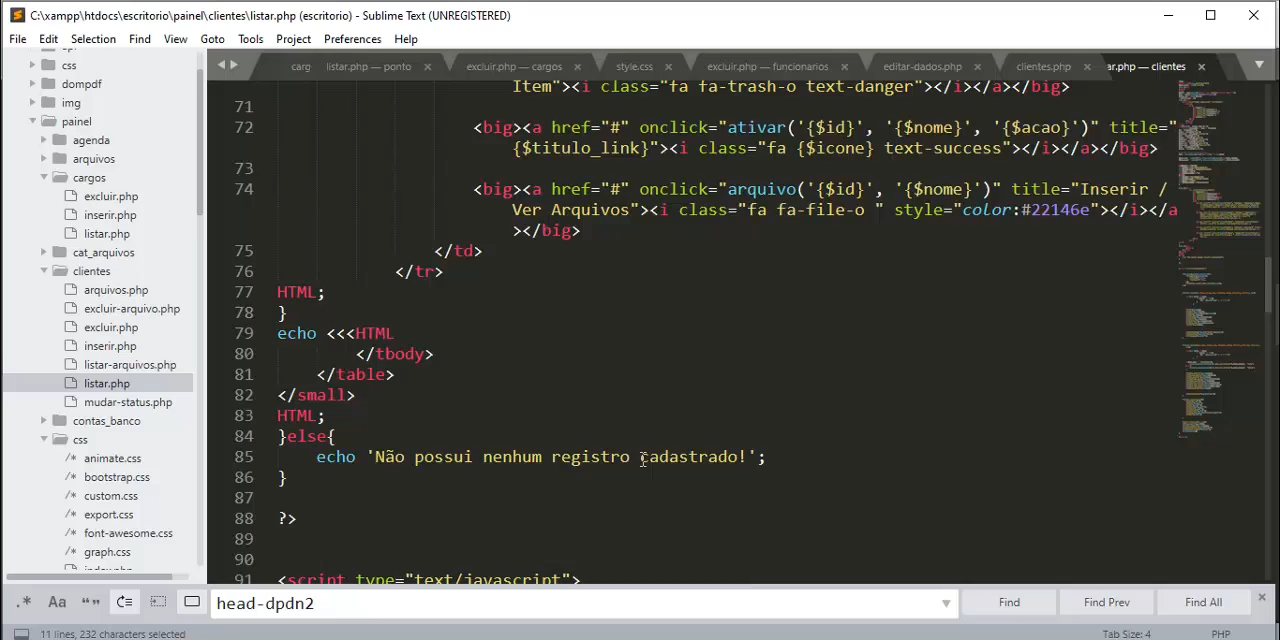 C:\xampp\htdocs\escritorio\painel\clientes\listar.php (escritorio) - Sublime Text (UNREGISTERED)
File Edit Selection Find View Goto Tools Project Preferences Help
css
dompdf
img
painel
agenda
arquivos
cargos
excluir.php
inserir.php
listar.php
cat_arquivos
clientes
arquivos.php
excluir-arquivo.php
excluir.php
inserir.php
listar-arquivos.php
listar.php
mudar-status.php
contas_banco
css
animate.css
bootstrap.css
custom.css
export.css
font-awesome.css
graph.css
carg listar.php — ponto excluir.php — cargos style.css excluir.php — funcionarios editar-dados.php clientes.php ar.php — clientes
Item"><i class="fa fa-trash-o text-danger"></i></a></big>
71
72 <big><a href="#" onclick="ativar('{$id}', '{$nome}', '{$acao}')" title="
{$titulo_link}"><i class="fa {$icone} text-success"></i></a></big>
73
74 <big><a href="#" onclick="arquivo('{$id}', '{$nome}')" title="Inserir /
Ver Arquivos"><i class="fa fa-file-o " style="color:#22146e"></i></a
></big>
75 </td>
76 </tr>
77 HTML;
78 }
79 echo <<<HTML
80 </tbody>
81 </table>
82 </small>
83 HTML;
84 }else{
85 echo 'Não possui nenhum registro cadastrado!';
86 }
87
88 ?>
89
90
91 <script type="text/javascript">
.* Aa “” head-dpdn2 Find Find Prev Find All
11 lines, 232 characters selected Tab Size: 4 PHP